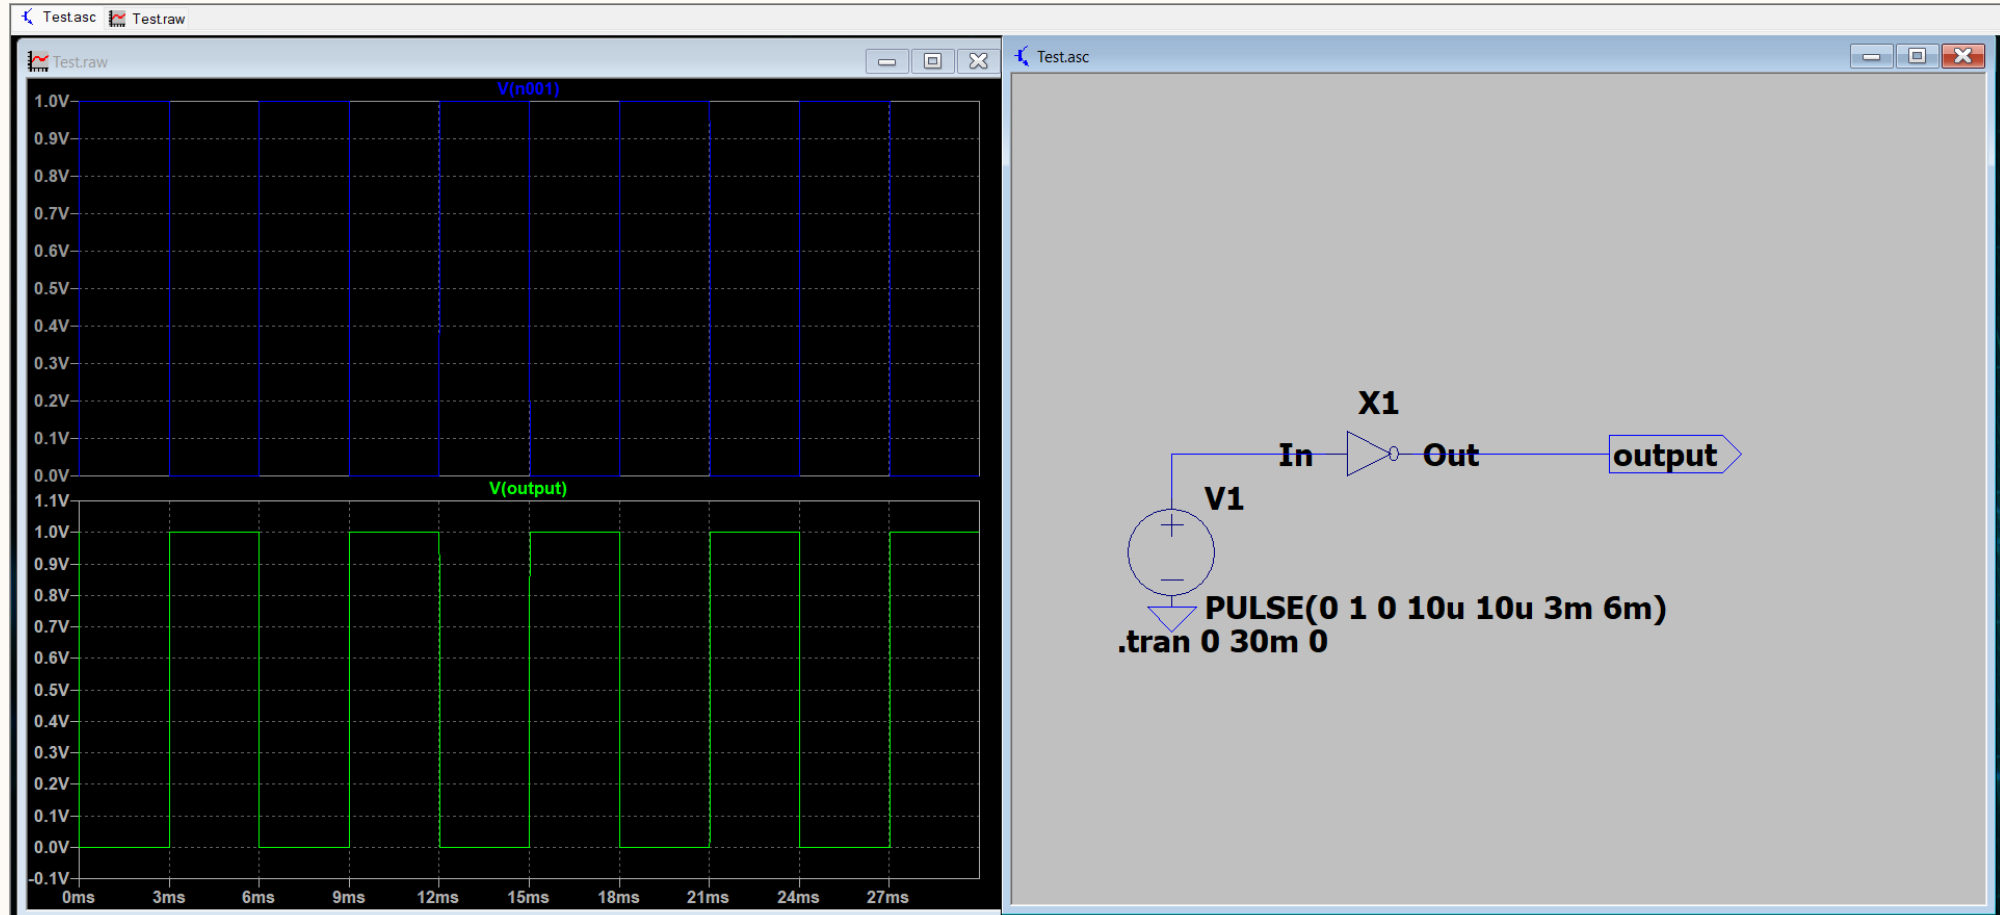 Test.asc Test.raw
Test.raw
V(n001)
1.0V
0.9V
0.8V
0.7V
0.6V
0.5V
0.4V
0.3V
0.2V
0.1V
0.0V
V(output)
1.1V
1.0V
0.9V
0.8V
0.7V
0.6V
0.5V
0.4V
0.3V
0.2V
0.1V
0.0V
-0.1V
0ms 3ms 6ms 9ms 12ms 15ms 18ms 21ms 24ms 27ms
Test.asc
X1
In Out output
V1
PULSE(0 1 0 10u 10u 3m 6m)
.tran 0 30m 0